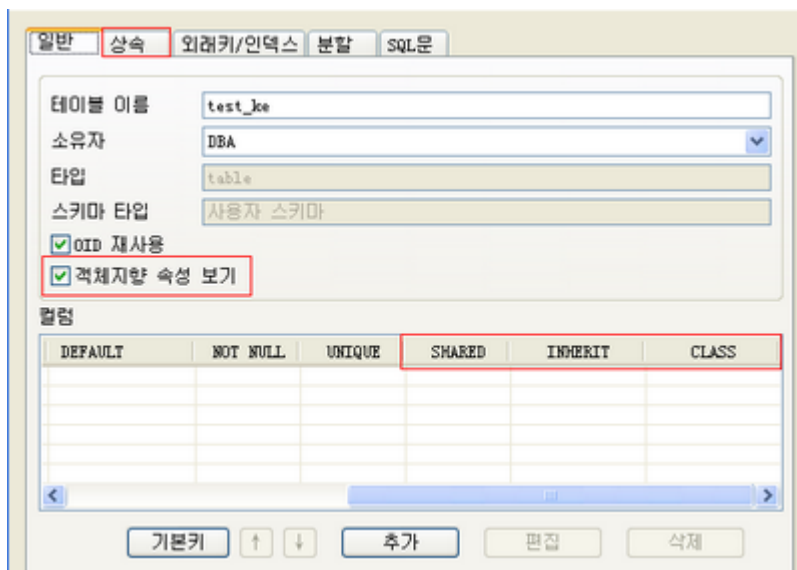 일반 상속 외래키/인덱스 분할 SQL문
테이블 이름 test_ke
소유자 DBA
타입 table
스키마 타입 사용자 스키마
OID 재사용
객체지향 속성 보기
컬럼
DEFAULT NOT NULL UNIQUE SHARED INHERIT CLASS
기본키 ↑ ↓ 추가 편집 삭제